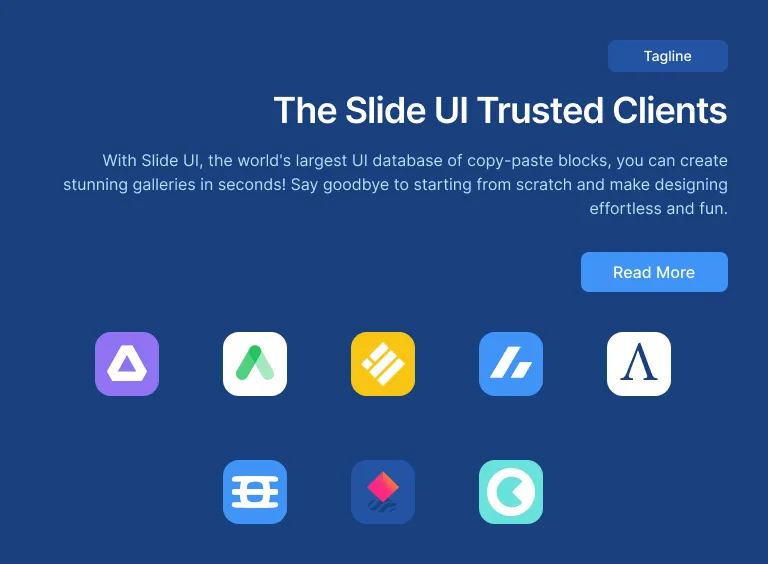 Tagline
The Slide UI Trusted Clients
With Slide UI, the world's largest UI database of copy-paste blocks, you can create
stunning galleries in seconds! Say goodbye to starting from scratch and make designing
effortless and fun.
Read More